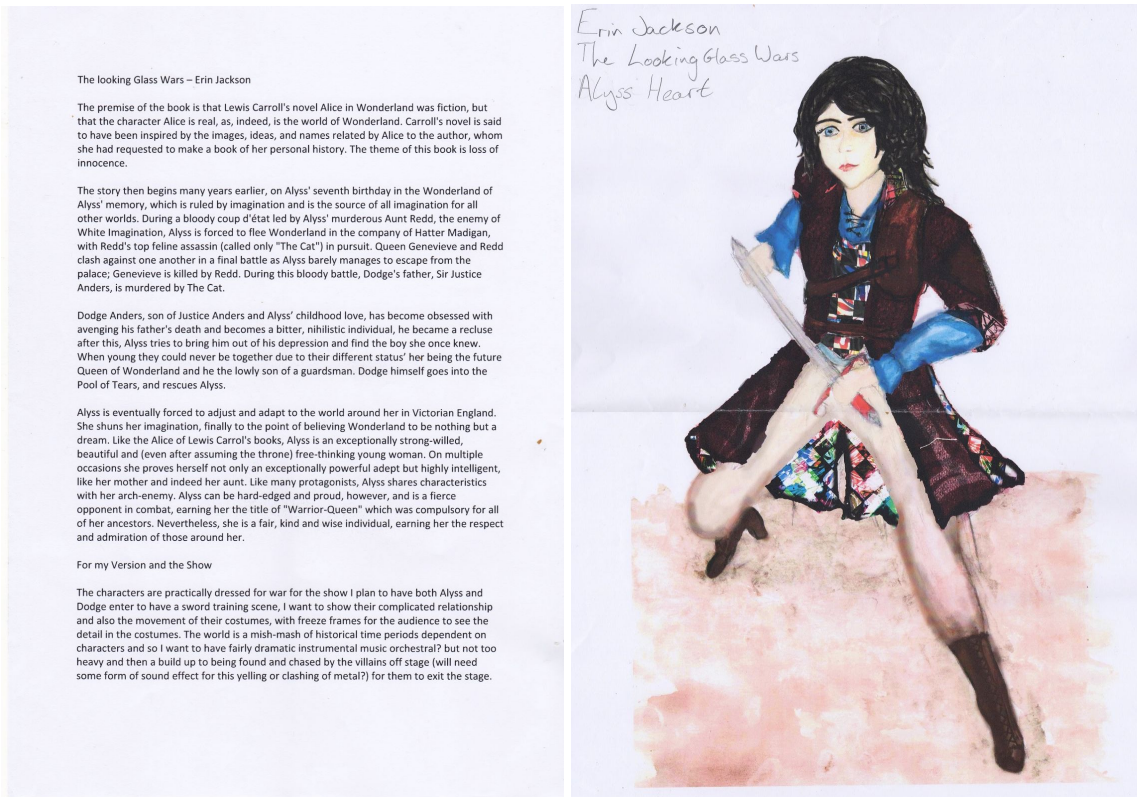 The looking Glass Wars – Erin Jackson
The premise of the book is that Lewis Carroll's novel Alice in Wonderland was fiction, but
that the character Alice is real, as, indeed, is the world of Wonderland. Carroll's novel is said
to have been inspired by the images, ideas, and names related by Alice to the author, whom
she had requested to make a book of her personal history. The theme of this book is loss of
innocence.
The story then begins many years earlier, on Alyss' seventh birthday in the Wonderland of
Alyss' memory, which is ruled by imagination and is the source of all imagination for all
other worlds. During a bloody coup d'état led by Alyss' murderous Aunt Redd, the enemy of
White Imagination, Alyss is forced to flee Wonderland in the company of Hatter Madigan,
with Redd's top feline assassin (called only "The Cat") in pursuit. Queen Genevieve and Redd
clash against one another in a final battle as Alyss barely manages to escape from the
palace; Genevieve is killed by Redd. During this bloody battle, Dodge's father, Sir Justice
Anders, is murdered by The Cat.
Dodge Anders, son of Justice Anders and Alyss’ childhood love, has become obsessed with
avenging his father's death and becomes a bitter, nihilistic individual, he became a recluse
after this, Alyss tries to bring him out of his depression and find the boy she once knew.
When young they could never be together due to their different status’ her being the future
Queen of Wonderland and he the lowly son of a guardsman. Dodge himself goes into the
Pool of Tears, and rescues Alyss.
Alyss is eventually forced to adjust and adapt to the world around her in Victorian England.
She shuns her imagination, finally to the point of believing Wonderland to be nothing but a
dream. Like the Alice of Lewis Carrol's books, Alyss is an exceptionally strong-willed,
beautiful and (even after assuming the throne) free-thinking young woman. On multiple
occasions she proves herself not only an exceptionally powerful adept but highly intelligent,
like her mother and indeed her aunt. Like many protagonists, Alyss shares characteristics
with her arch-enemy. Alyss can be hard-edged and proud, however, and is a fierce
opponent in combat, earning her the title of "Warrior-Queen" which was compulsory for all
of her ancestors. Nevertheless, she is a fair, kind and wise individual, earning her the respect
and admiration of those around her.
For my Version and the Show
The characters are practically dressed for war for the show I plan to have both Alyss and
Dodge enter to have a sword training scene, I want to show their complicated relationship
and also the movement of their costumes, with freeze frames for the audience to see the
detail in the costumes. The world is a mish-mash of historical time periods dependent on
characters and so I want to have fairly dramatic instrumental music orchestral? but not too
heavy and then a build up to being found and chased by the villains off stage (will need
some form of sound effect for this yelling or clashing of metal?) for them to exit the stage.
Erin Jackson
The Looking Glass Wars
Alyss Heart